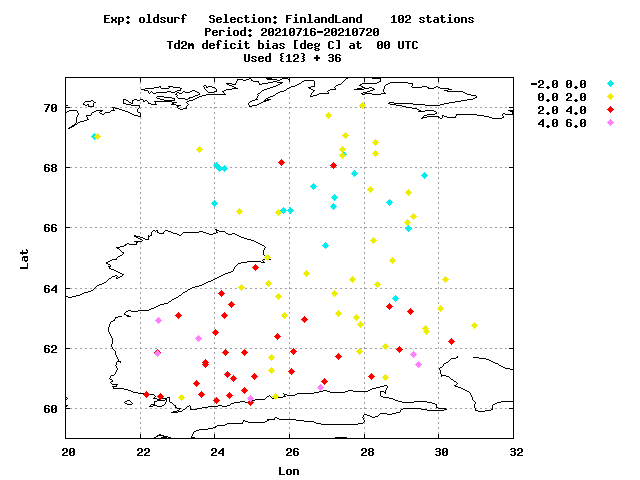 Exp: oldsurf   Selection: FinlandLand    102 stations
Period: 20210716-20210720
Td2m deficit bias [deg C] at  00 UTC
Used {12} + 36
-2.0 0.0
0.0 2.0
2.0 4.0
4.0 6.0
70
68
66
64
62
60
Lat
20 22 24 26 28 30 32
Lon